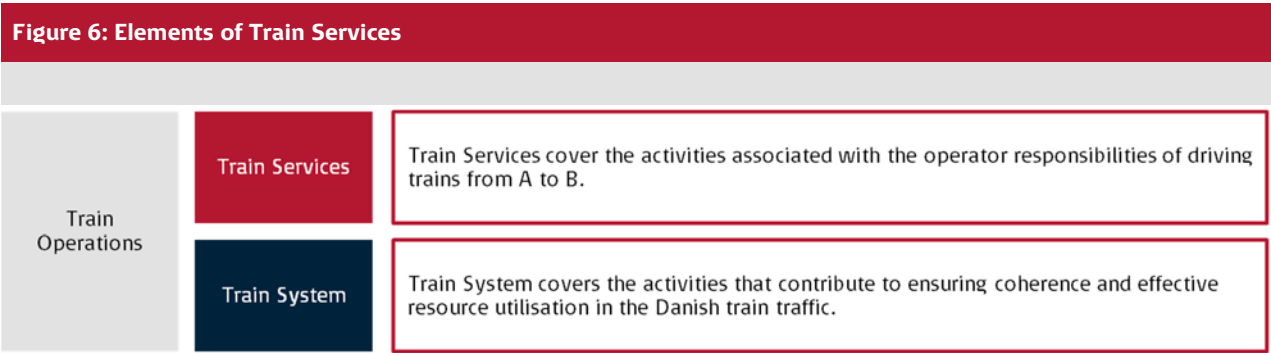 Figure 6: Elements of Train Services
Train
Operations
Train Services
Train Services cover the activities associated with the operator responsibilities of driving
trains from A to B.
Train System
Train System covers the activities that contribute to ensuring coherence and effective
resource utilisation in the Danish train traffic.